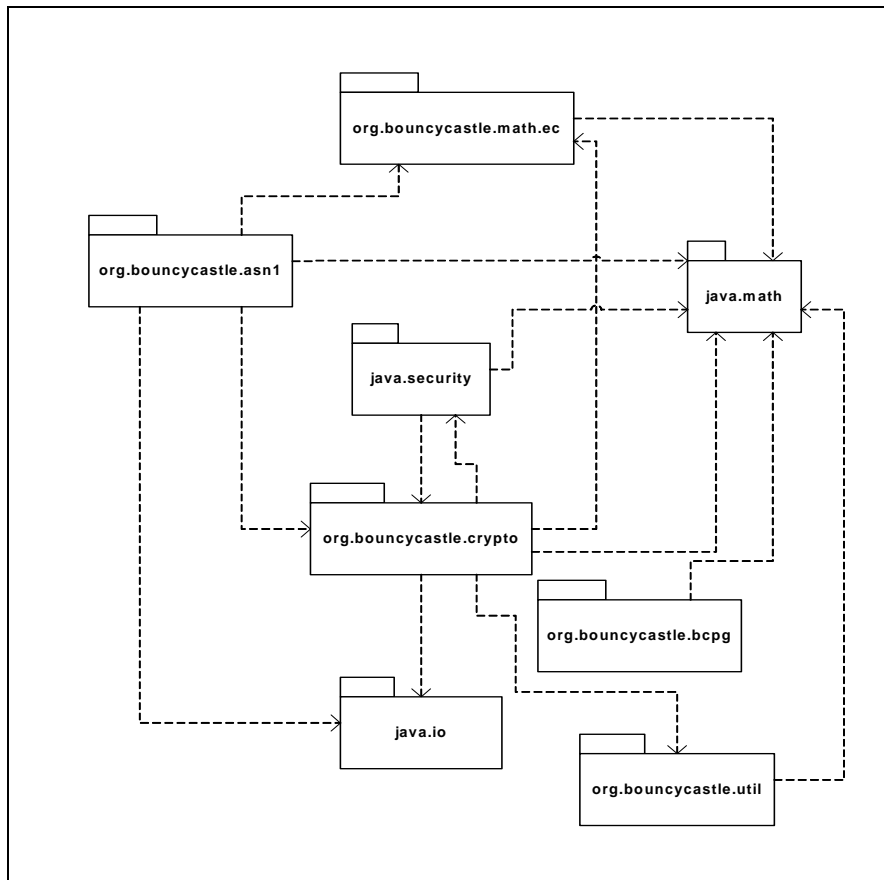 org.bouncycastle.math.ec
org.bouncycastle.asn1
java.math
java.security
org.bouncycastle.crypto
org.bouncycastle.bcpg
java.io
org.bouncycastle.util